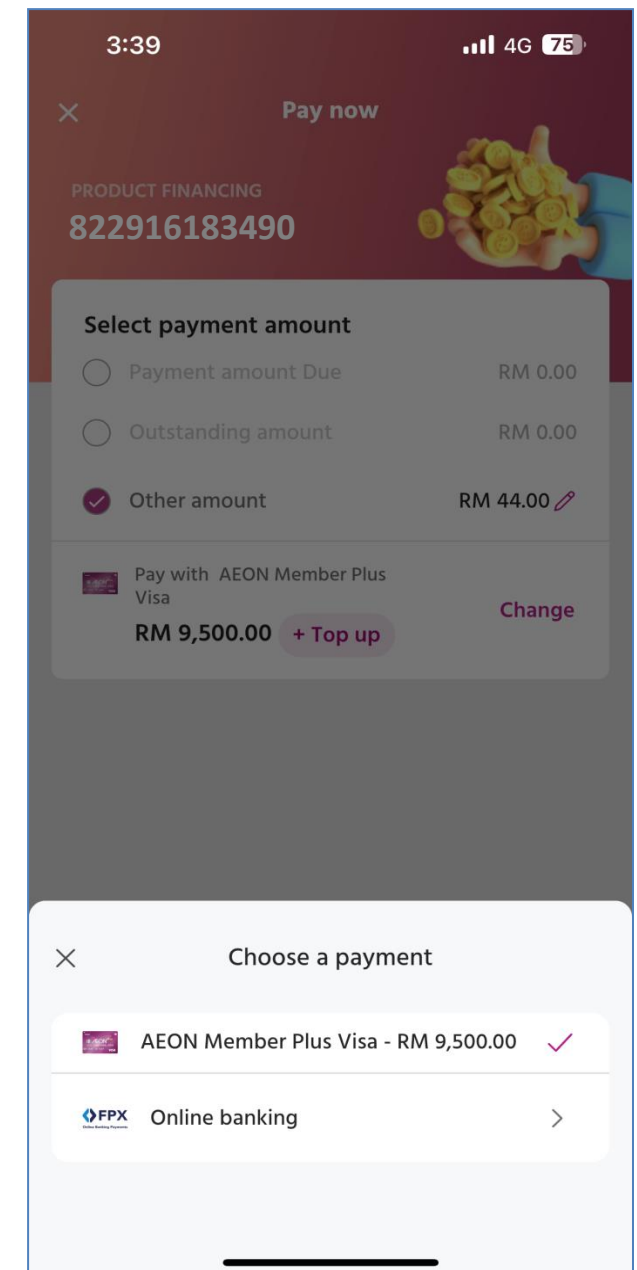 3:39
4G 75
Pay now
PRODUCT FINANCING
822916183490
Select payment amount
Payment amount Due RM 0.00
Outstanding amount RM 0.00
Other amount RM 44.00
Pay with AEON Member Plus
Visa
Change
RM 9,500.00 + Top up
Choose a payment
AEON Member Plus Visa - RM 9,500.00
FPX Online banking